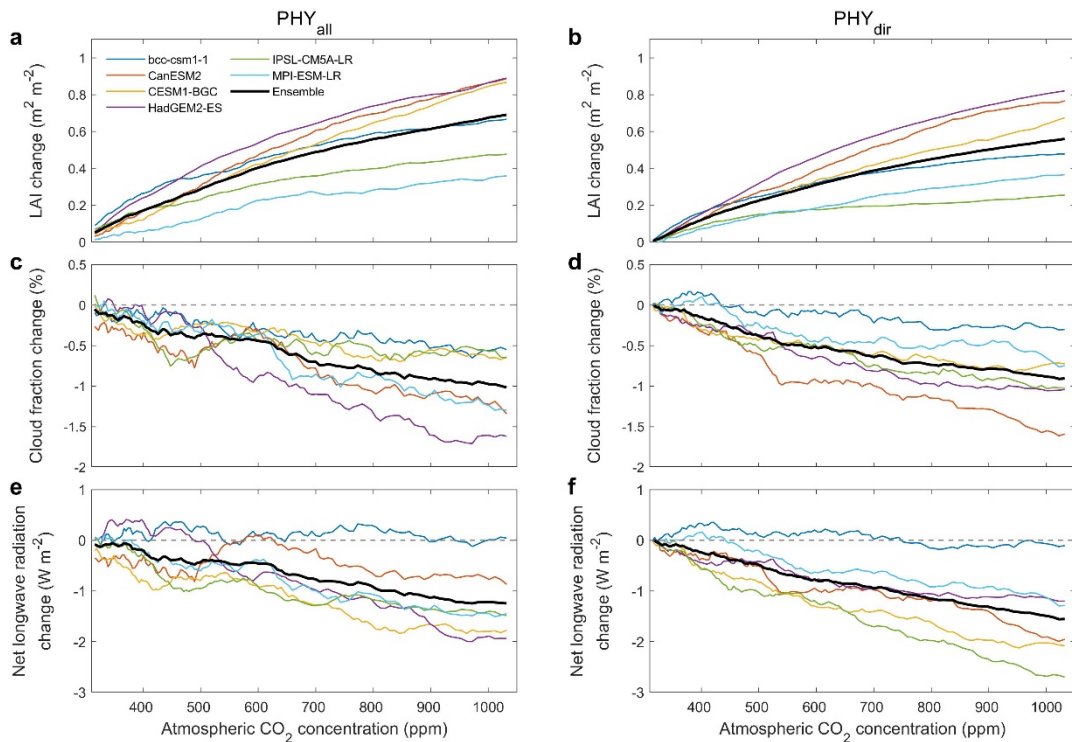 PHY_all
PHY_dir
a
LAI change (m² m⁻²)
1
0.8
0.6
0.4
0.2
0
bcc-csm1-1
CanESM2
CESM1-BGC
HadGEM2-ES
IPSL-CM5A-LR
MPI-ESM-LR
Ensemble
b
LAI change (m² m⁻²)
1
0.8
0.6
0.4
0.2
0
c
Cloud fraction change (%)
0.5
0
-0.5
-1
-1.5
-2
d
Cloud fraction change (%)
0.5
0
-0.5
-1
-1.5
-2
e
Net longwave radiation
change (W m⁻²)
1
0
-1
-2
-3
400 500 600 700 800 900 1000
Atmospheric CO₂ concentration (ppm)
f
Net longwave radiation
change (W m⁻²)
1
0
-1
-2
-3
400 500 600 700 800 900 1000
Atmospheric CO₂ concentration (ppm)